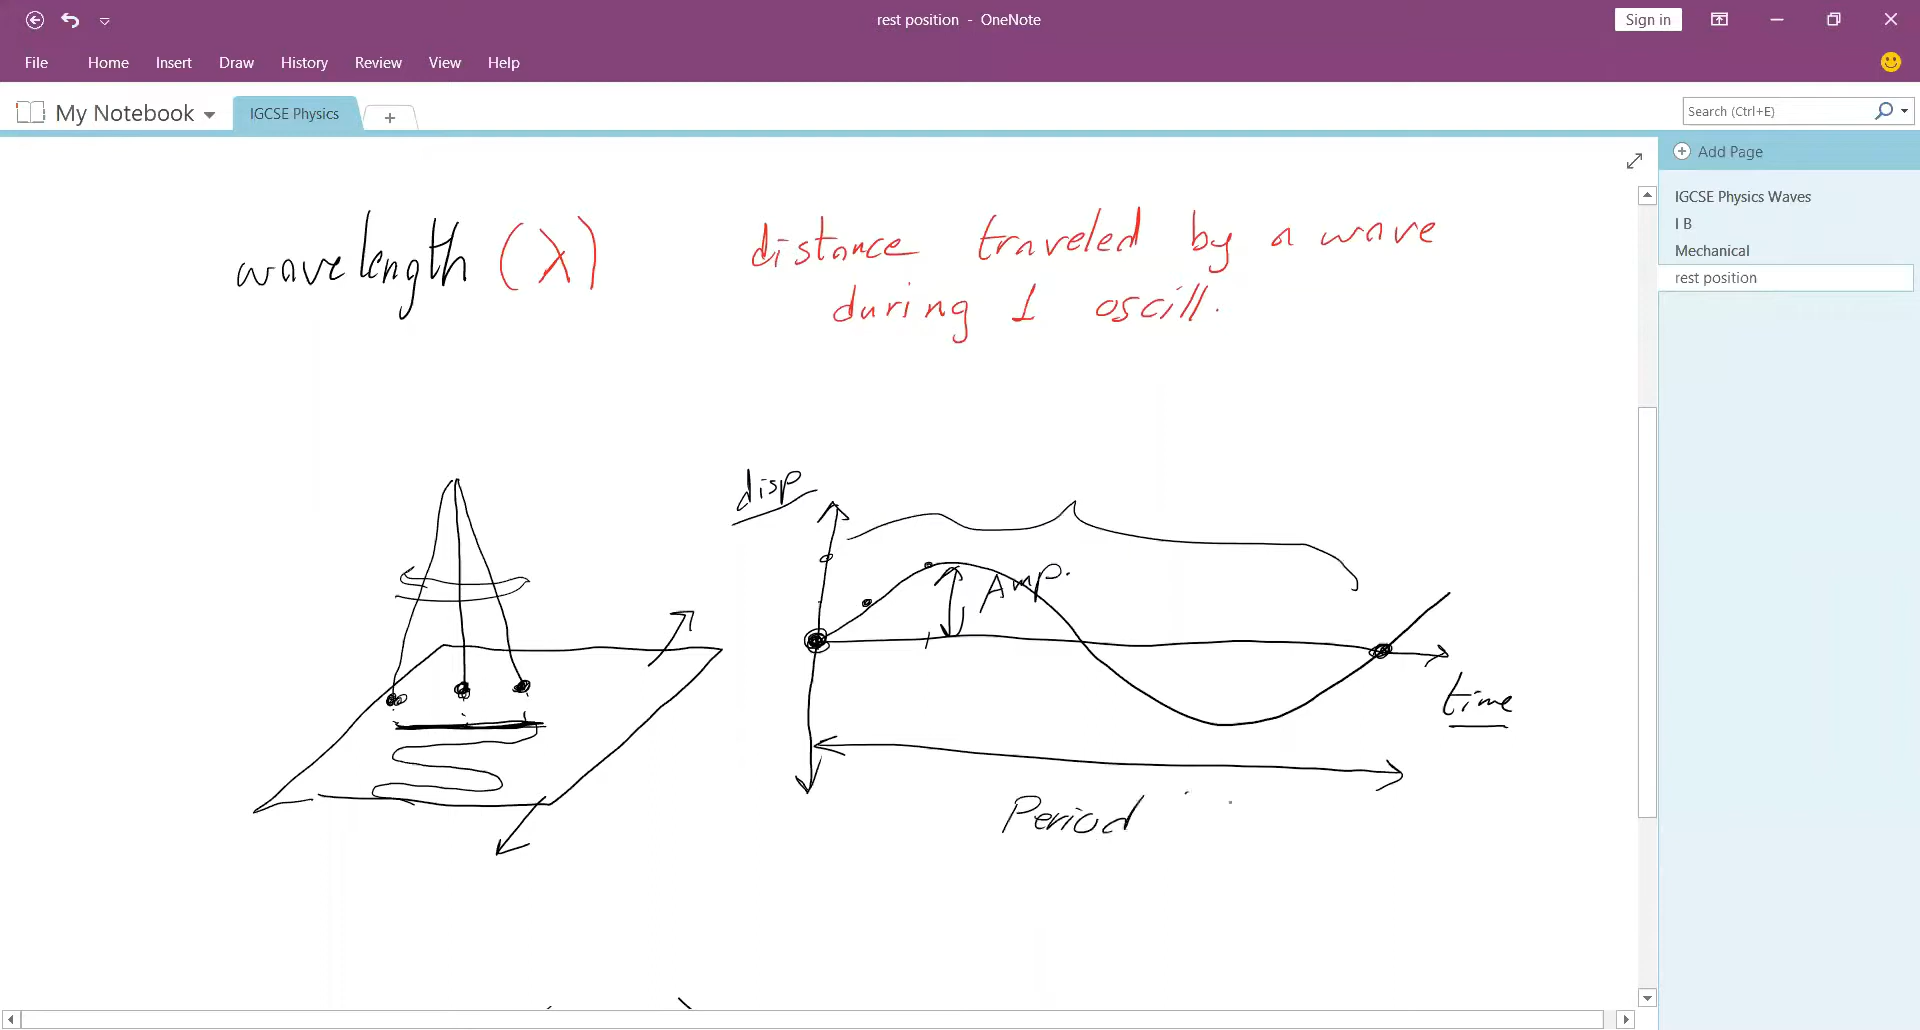 rest position - OneNote
Sign in
File Home Insert Draw History Review View Help
My Notebook
IGCSE Physics
Search (Ctrl+E)
Add Page
IGCSE Physics Waves
I B
Mechanical
rest position
wavelength (λ)
distance traveled by a wave
during 1 oscill.
disp
Amp.
time
Period